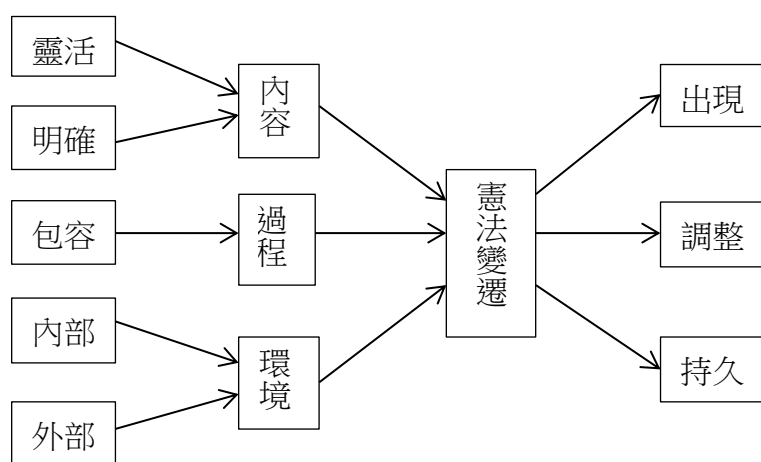 靈活
明確
包容
內部
外部
內容
過程
環境
憲法變遷
出現
調整
持久